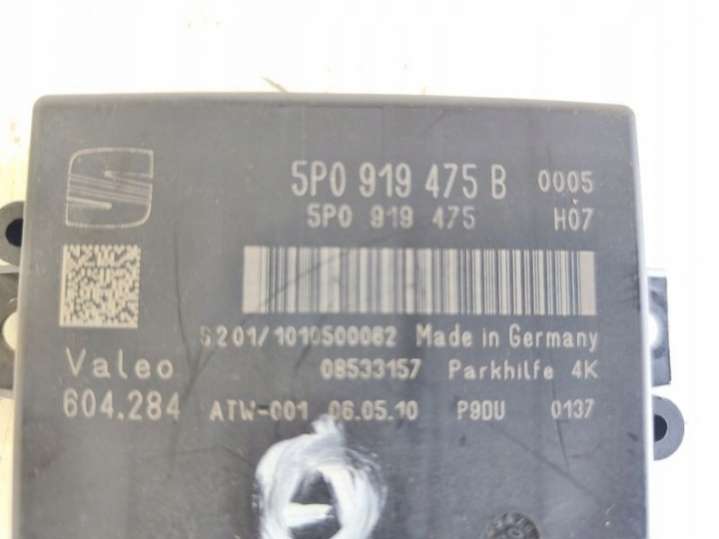 5P0 919 475 B 0005
5P0 919 475 H07
S201/1010500062 Made in Germany
Valeo 08533157 Parkhilfe 4K
604.284 ATW-001 06.05.10 P9DU 0137